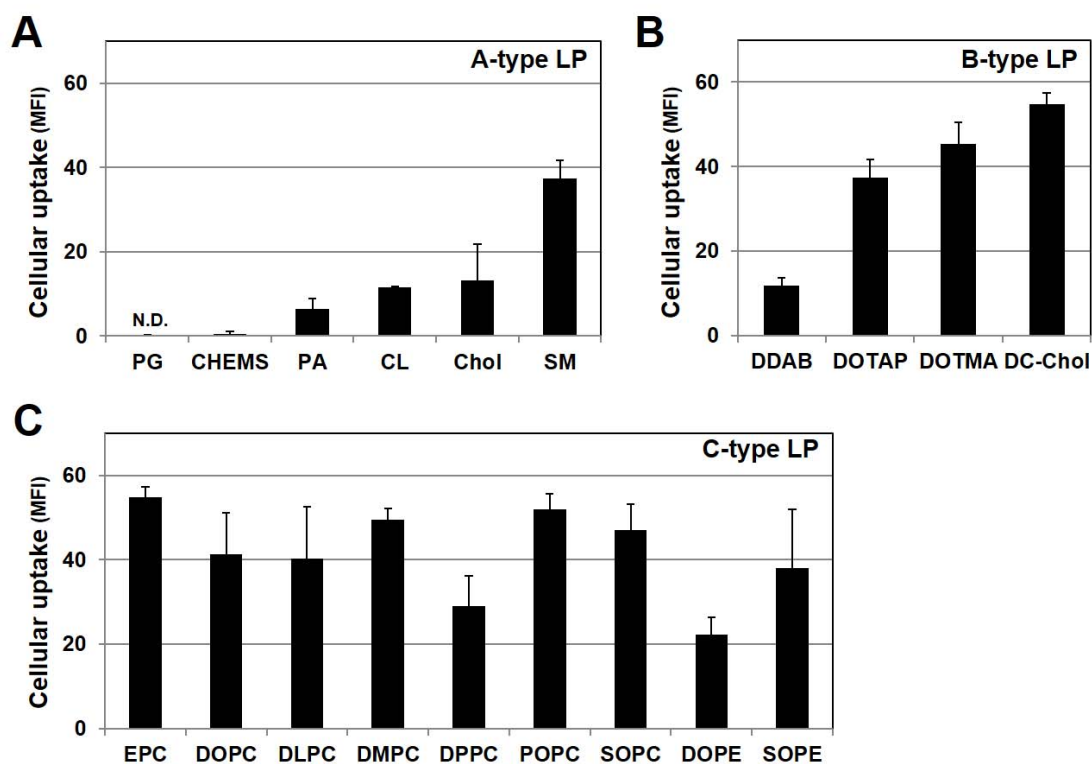 A
A-type LP
Cellular uptake (MFI)
60
40
20
0
N.D.
PG CHEMS PA CL Chol SM
B
B-type LP
Cellular uptake (MFI)
60
40
20
0
DDAB DOTAP DOTMA DC-Chol
C
C-type LP
Cellular uptake (MFI)
60
40
20
0
EPC DOPC DLPC DMPC DPPC POPC SOPC DOPE SOPE